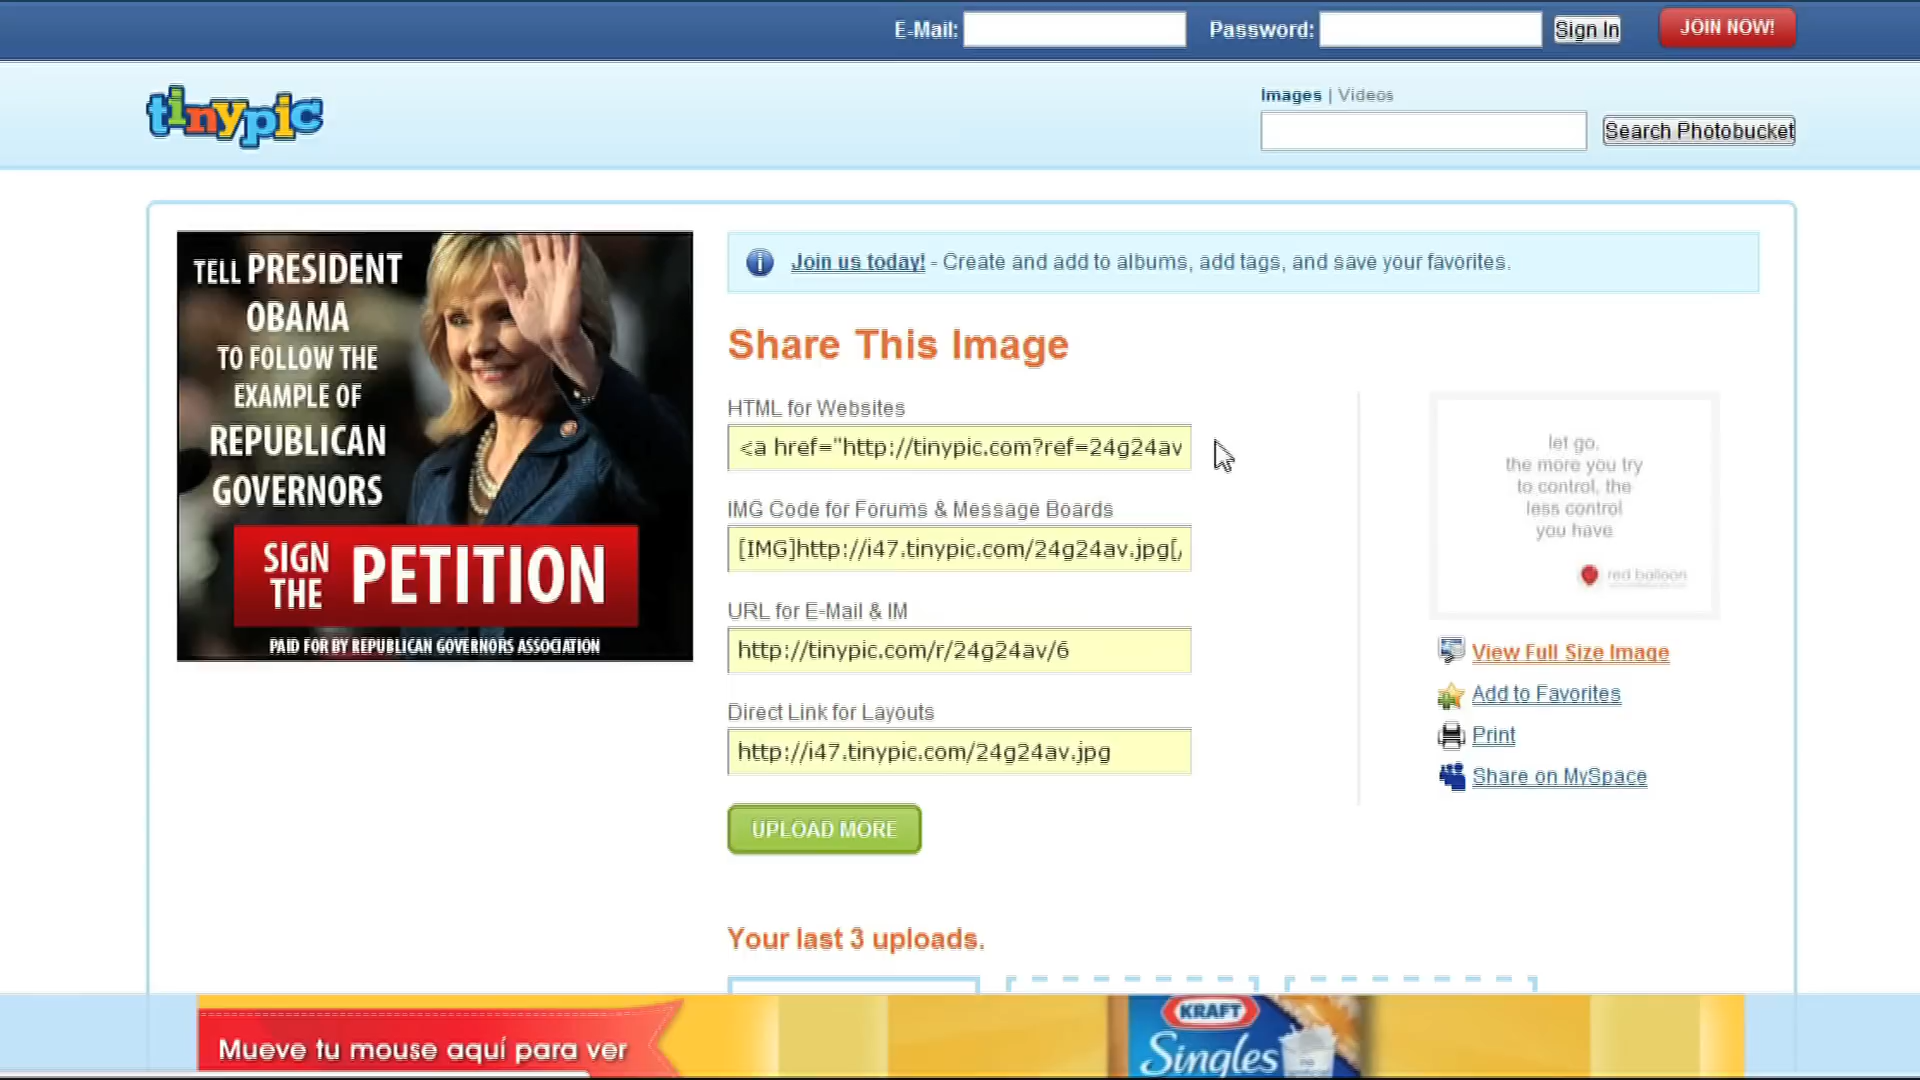 E-Mail:
Password:
Sign In
JOIN NOW!
tinypic
Images | Videos
Search Photobucket
TELL PRESIDENT
OBAMA
TO FOLLOW THE
EXAMPLE OF
REPUBLICAN
GOVERNORS
SIGN
THE
PETITION
PAID FOR BY REPUBLICAN GOVERNORS ASSOCIATION
Join us today! - Create and add to albums, add tags, and save your favorites.
Share This Image
HTML for Websites
<a href="http://tinypic.com?ref=24g24av
IMG Code for Forums & Message Boards
[IMG]http://i47.tinypic.com/24g24av.jpg[/
URL for E-Mail & IM
http://tinypic.com/r/24g24av/6
Direct Link for Layouts
http://i47.tinypic.com/24g24av.jpg
UPLOAD MORE
let go,
the more you try
to control, the
less control
you have
red balloon
View Full Size Image
Add to Favorites
Print
Share on MySpace
Your last 3 uploads.
Mueve tu mouse aquí para ver
KRAFT
Singles